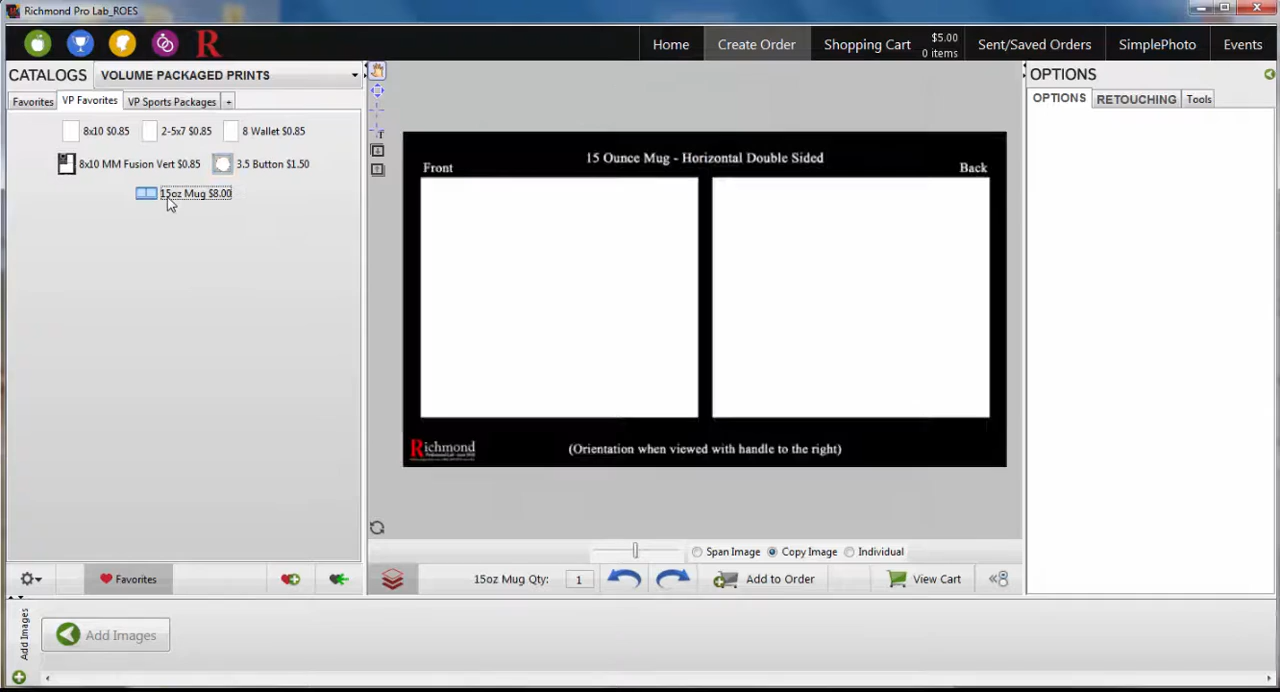 Richmond Pro Lab_ROES
R
Home
Create Order
Shopping Cart
$5.00
0 items
Sent/Saved Orders
SimplePhoto
Events
CATALOGS
VOLUME PACKAGED PRINTS
Favorites
VP Favorites
VP Sports Packages
+
8x10 $0.85
2-5x7 $0.85
8 Wallet $0.85
8x10 MM Fusion Vert $0.85
3.5 Button $1.50
15oz Mug $8.00
15 Ounce Mug - Horizontal Double Sided
Front
Back
Richmond
(Orientation when viewed with handle to the right)
OPTIONS
OPTIONS
RETOUCHING
Tools
Span Image
Copy Image
Individual
Favorites
15oz Mug Qty:
1
Add to Order
View Cart
Add Images
Add Images